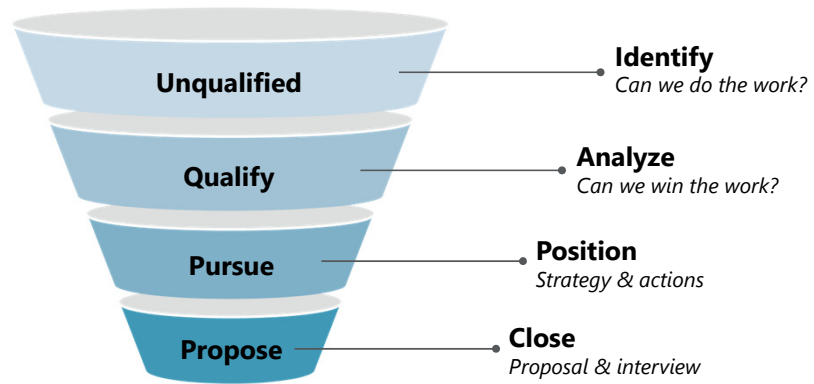 Unqualified
Identify
Can we do the work?
Qualify
Analyze
Can we win the work?
Pursue
Position
Strategy & actions
Propose
Close
Proposal & interview